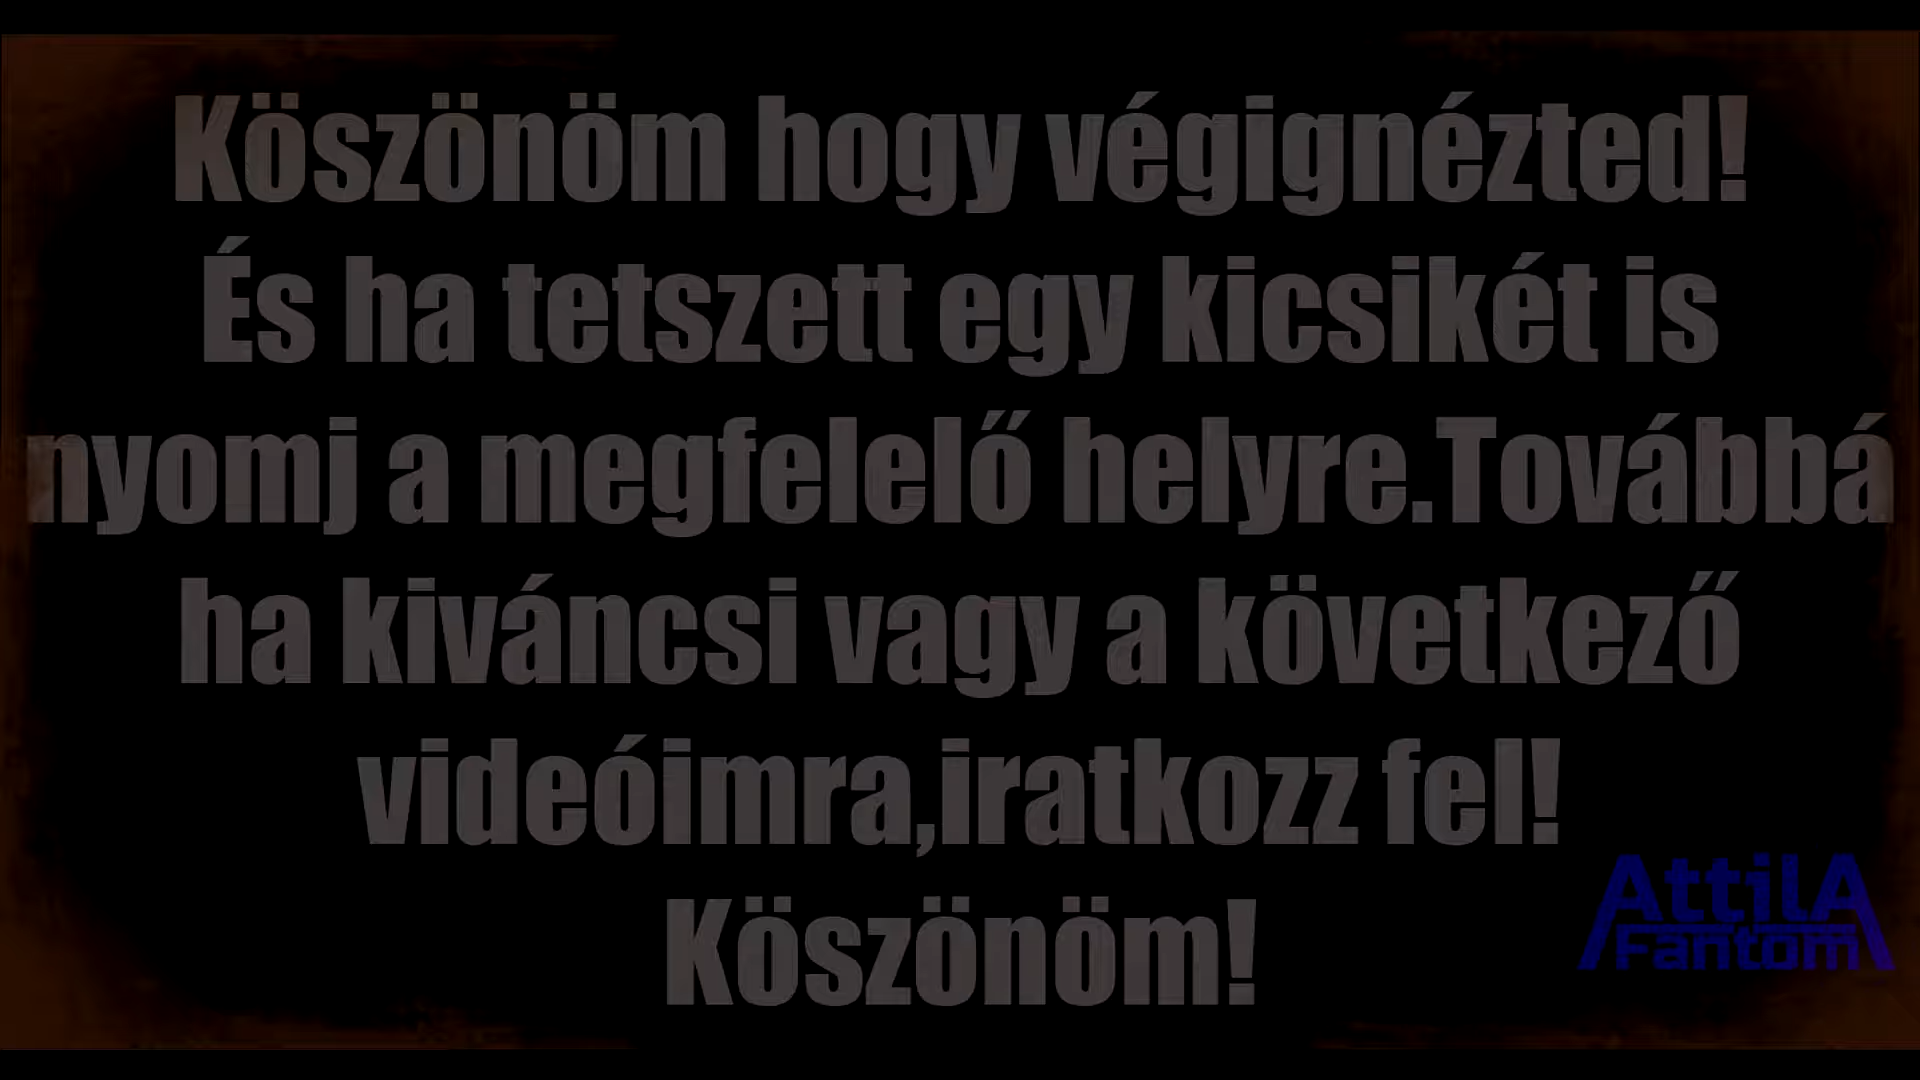 Köszönöm hogy végignézted!
És ha tetszett egy kicsikét is
nyomj a megfelelő helyre.Továbbá
ha kiváncsi vagy a következő
videóimra,iratkozz fel!
Köszönöm!
AttilA
Fantom